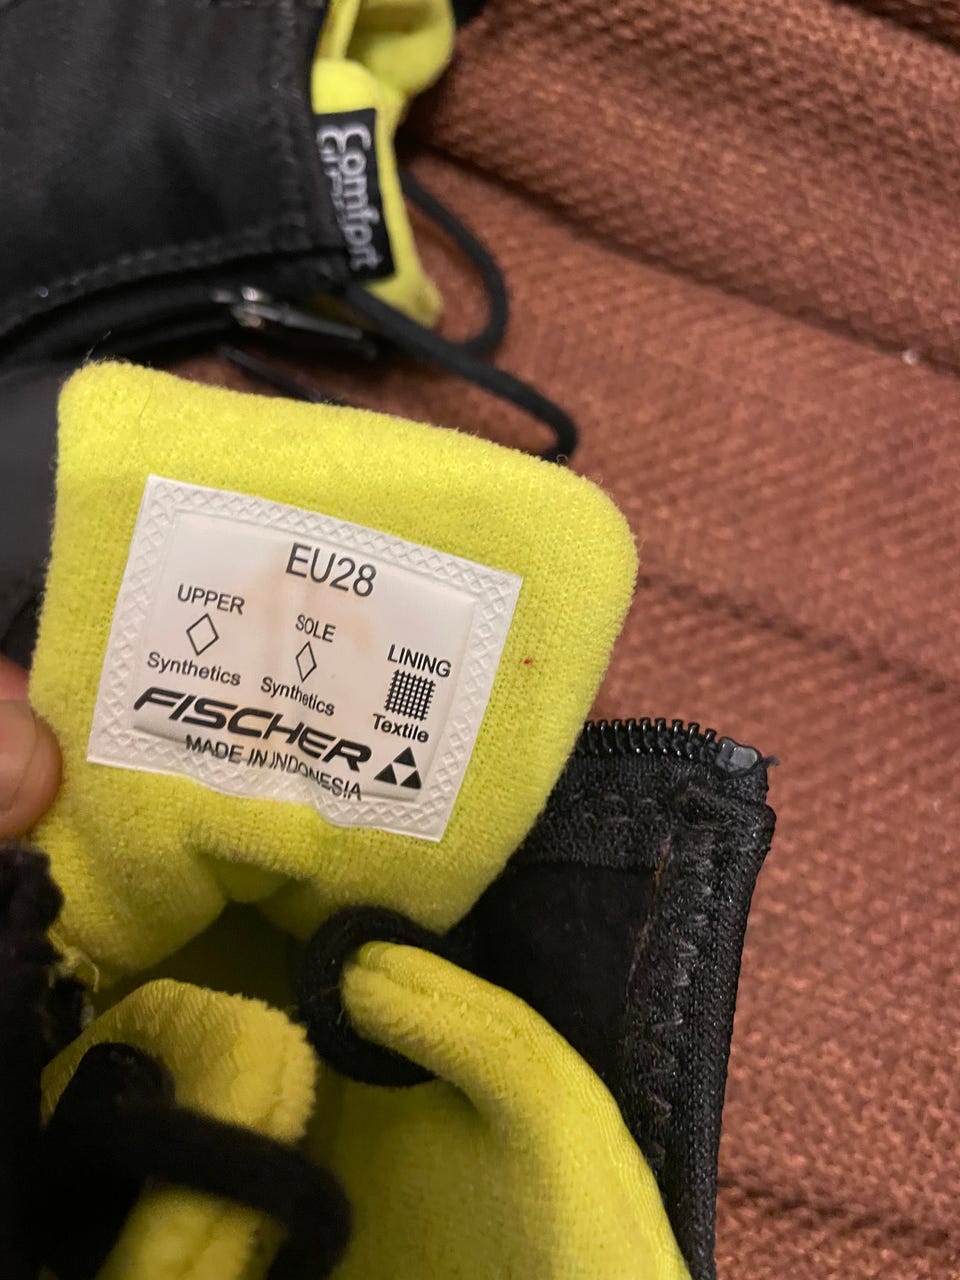 Comfort
EU28
UPPER
SOLE
LINING
Synthetics
Synthetics
Textile
FISCHER
MADE IN INDONESIA